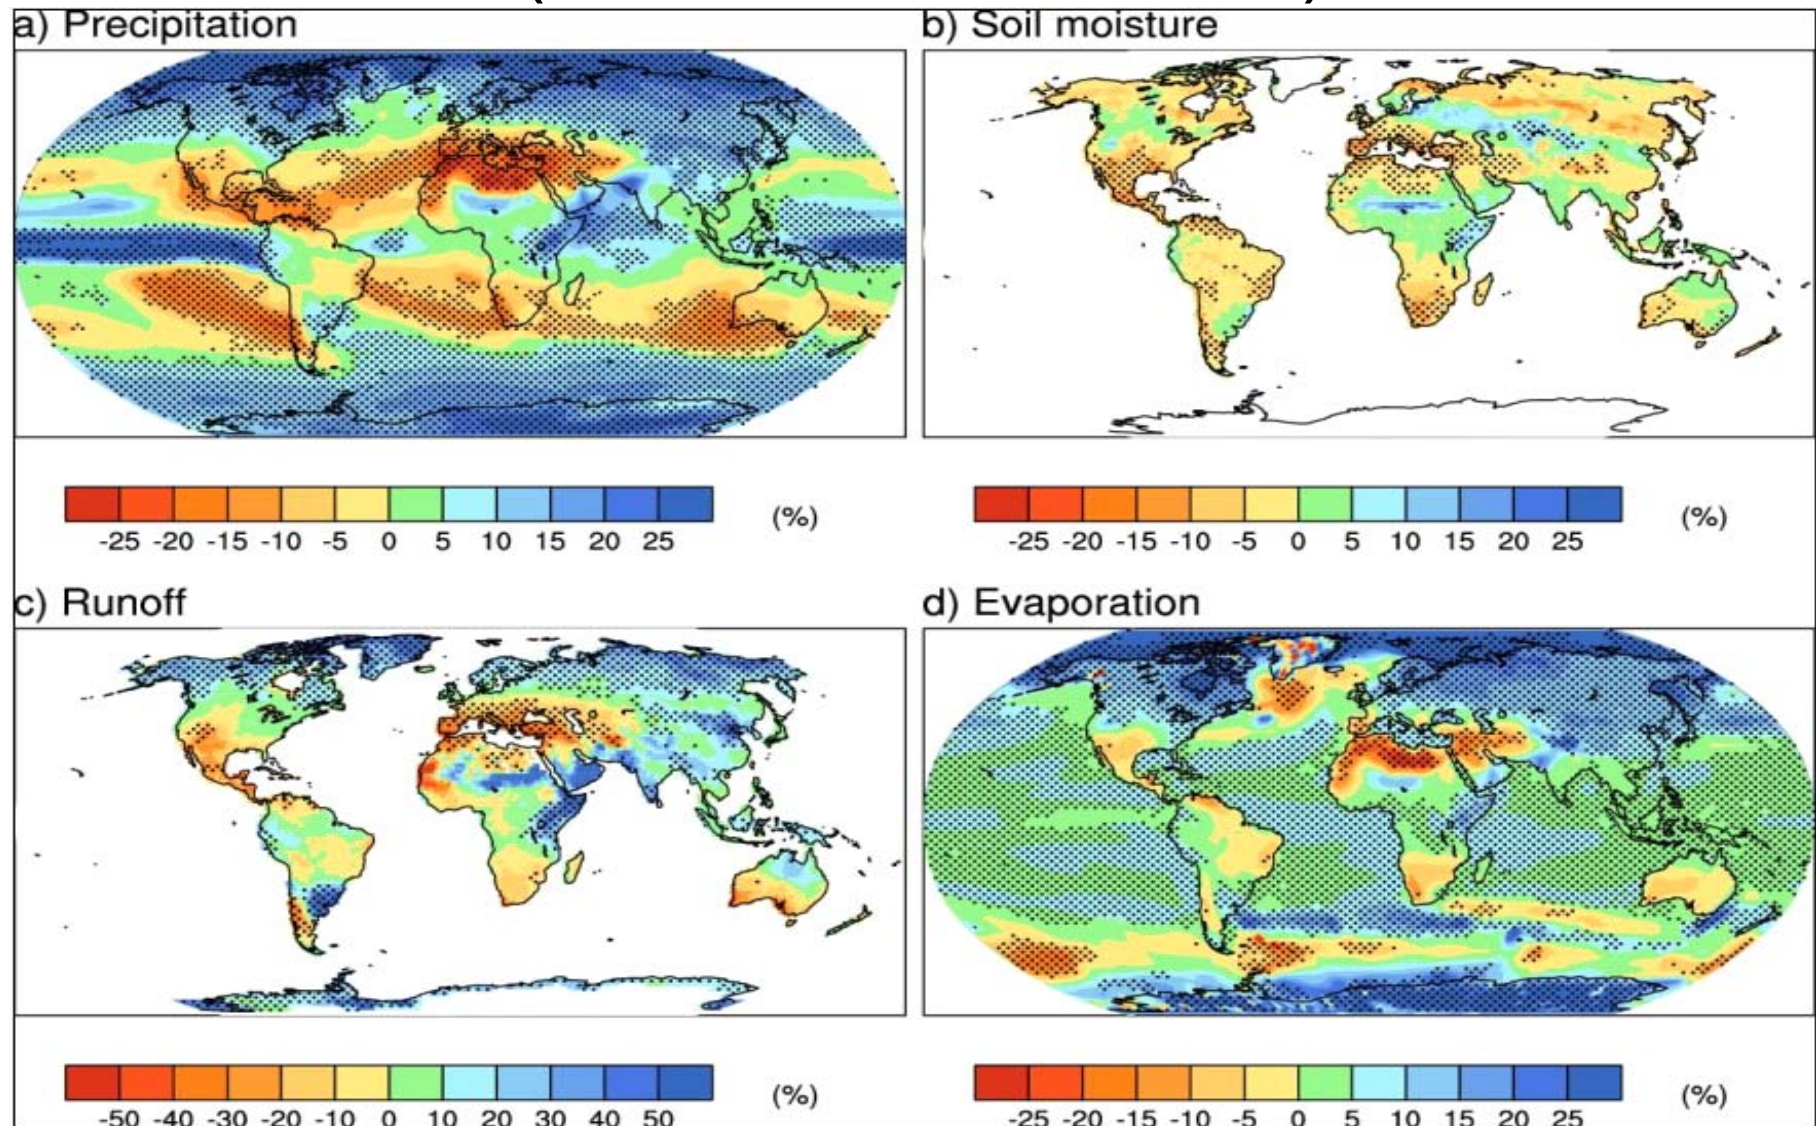 a) Precipitation
b) Soil moisture
-25 -20 -15 -10 -5 0 5 10 15 20 25 (%)
-25 -20 -15 -10 -5 0 5 10 15 20 25 (%)
c) Runoff
d) Evaporation
-50 -40 -30 -20 -10 0 10 20 30 40 50 (%)
-25 -20 -15 -10 -5 0 5 10 15 20 25 (%)